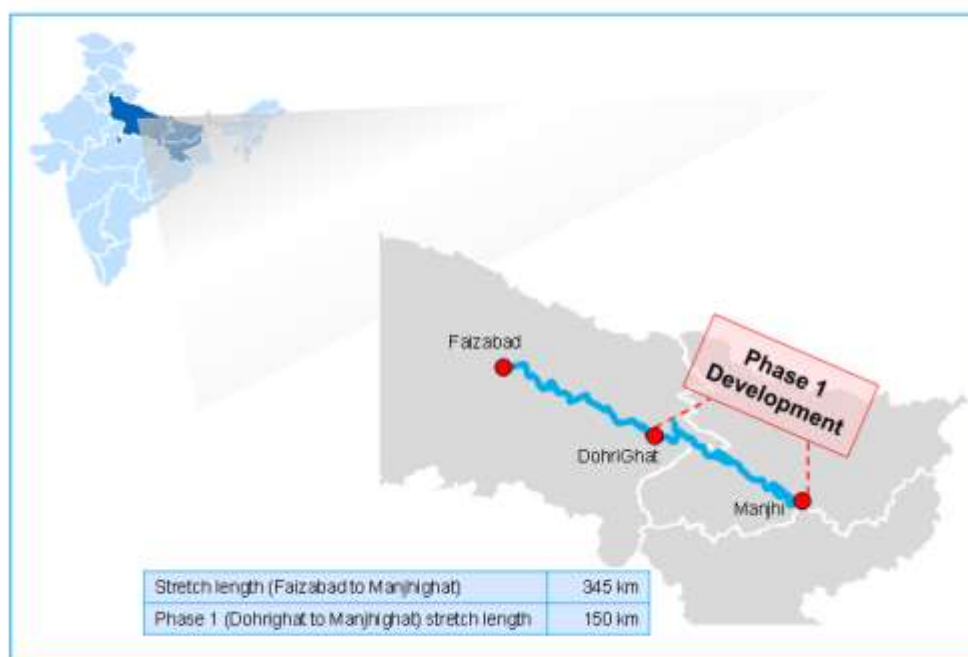 Faizabad
Phase 1
Development
DohriGhat
Manjhi
Stretch length (Faizabad to Manjhighat) 345 km
Phase 1 (Dohrighat to Manjhighat) stretch length 150 km